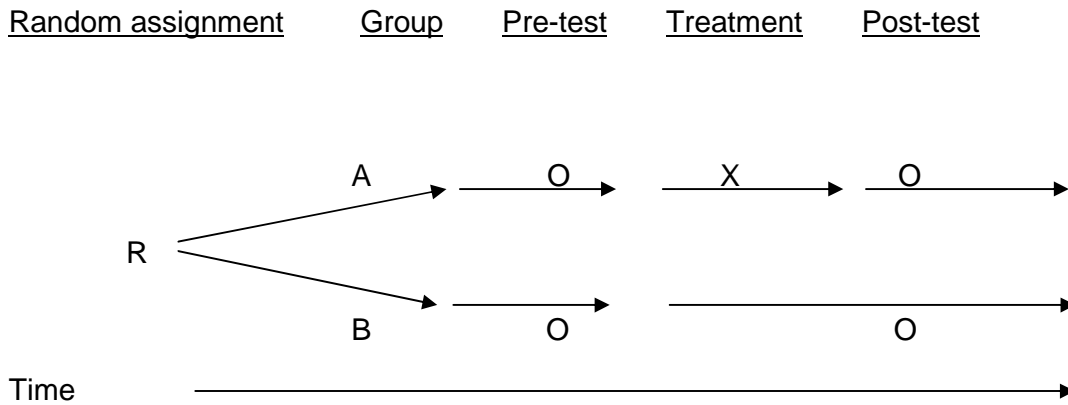 Random assignment Group Pre-test Treatment Post-test
A O X O
R
B O O
Time